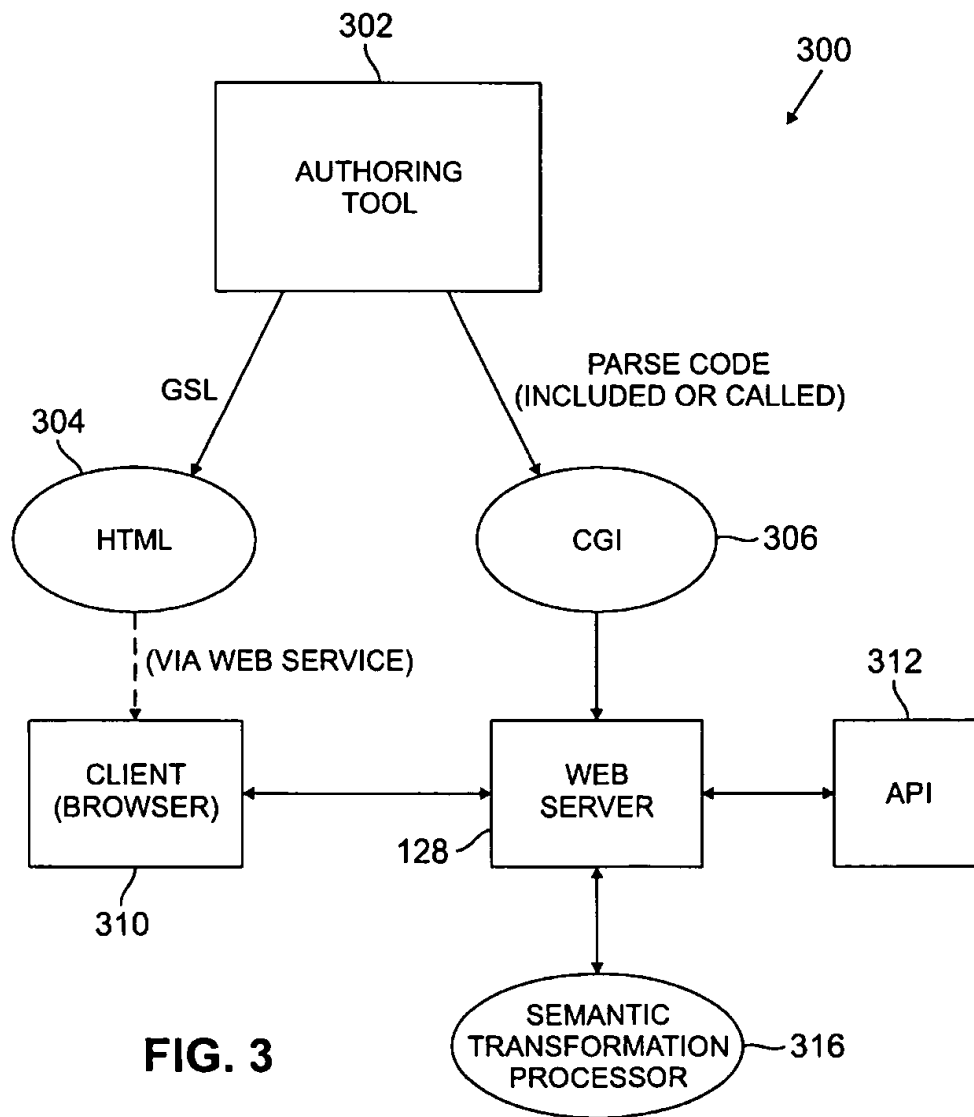 302
300
AUTHORING
TOOL
GSL
PARSE CODE
(INCLUDED OR CALLED)
304
HTML
CGI
306
(VIA WEB SERVICE)
312
CLIENT
(BROWSER)
WEB
SERVER
API
128
310
SEMANTIC
TRANSFORMATION
PROCESSOR
316
FIG. 3